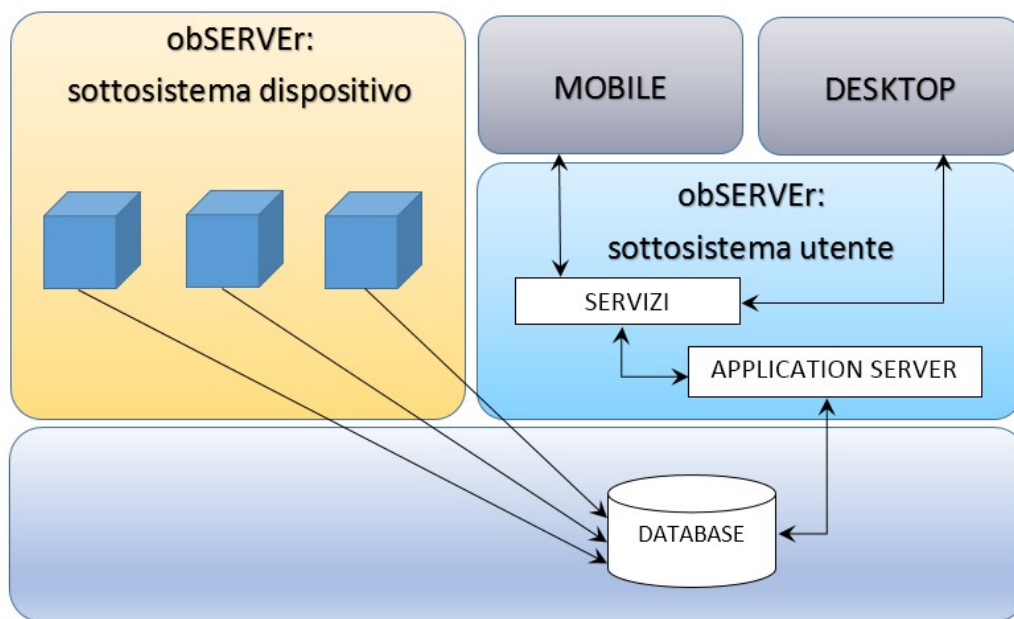 obSERVEr:
sottosistema dispositivo
MOBILE
DESKTOP
obSERVEr:
sottosistema utente
SERVIZI
APPLICATION SERVER
DATABASE